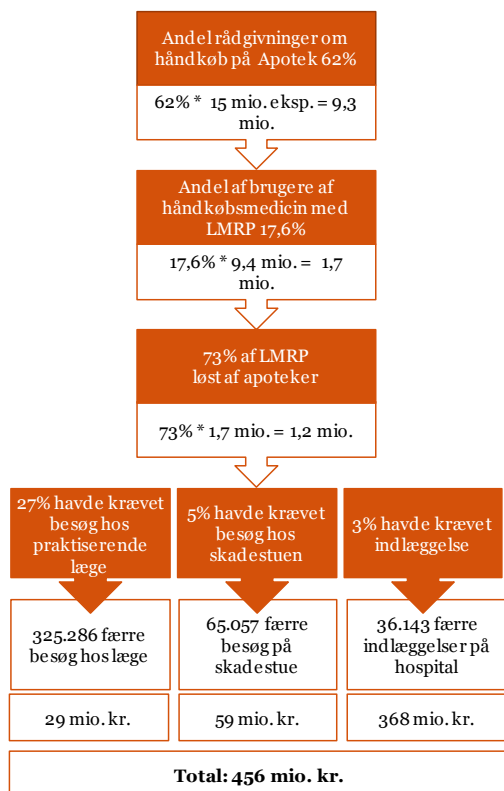 Andel rådgivninger om
håndkøb på Apotek 62%
62% * 15 mio. eksp. = 9,3
mio.
Andel af brugere af
håndkøbsmedicin med
LMRP 17,6%
17,6% * 9,4 mio. = 1,7
mio.
73% af LMRP
løst af apoteker
73% * 1,7 mio. = 1,2 mio.
27% havde krævet
besøg hos
praktiserende
læge
5% havde krævet
besøg hos
skadestuen
3% havde krævet
indlæggelse
325.286 færre
besøg hos læge
65.057 færre
besøg på
skadestue
36.143 færre
indlæggelser på
hospital
29 mio. kr.
59 mio. kr.
368 mio. kr.
Total: 456 mio. kr.